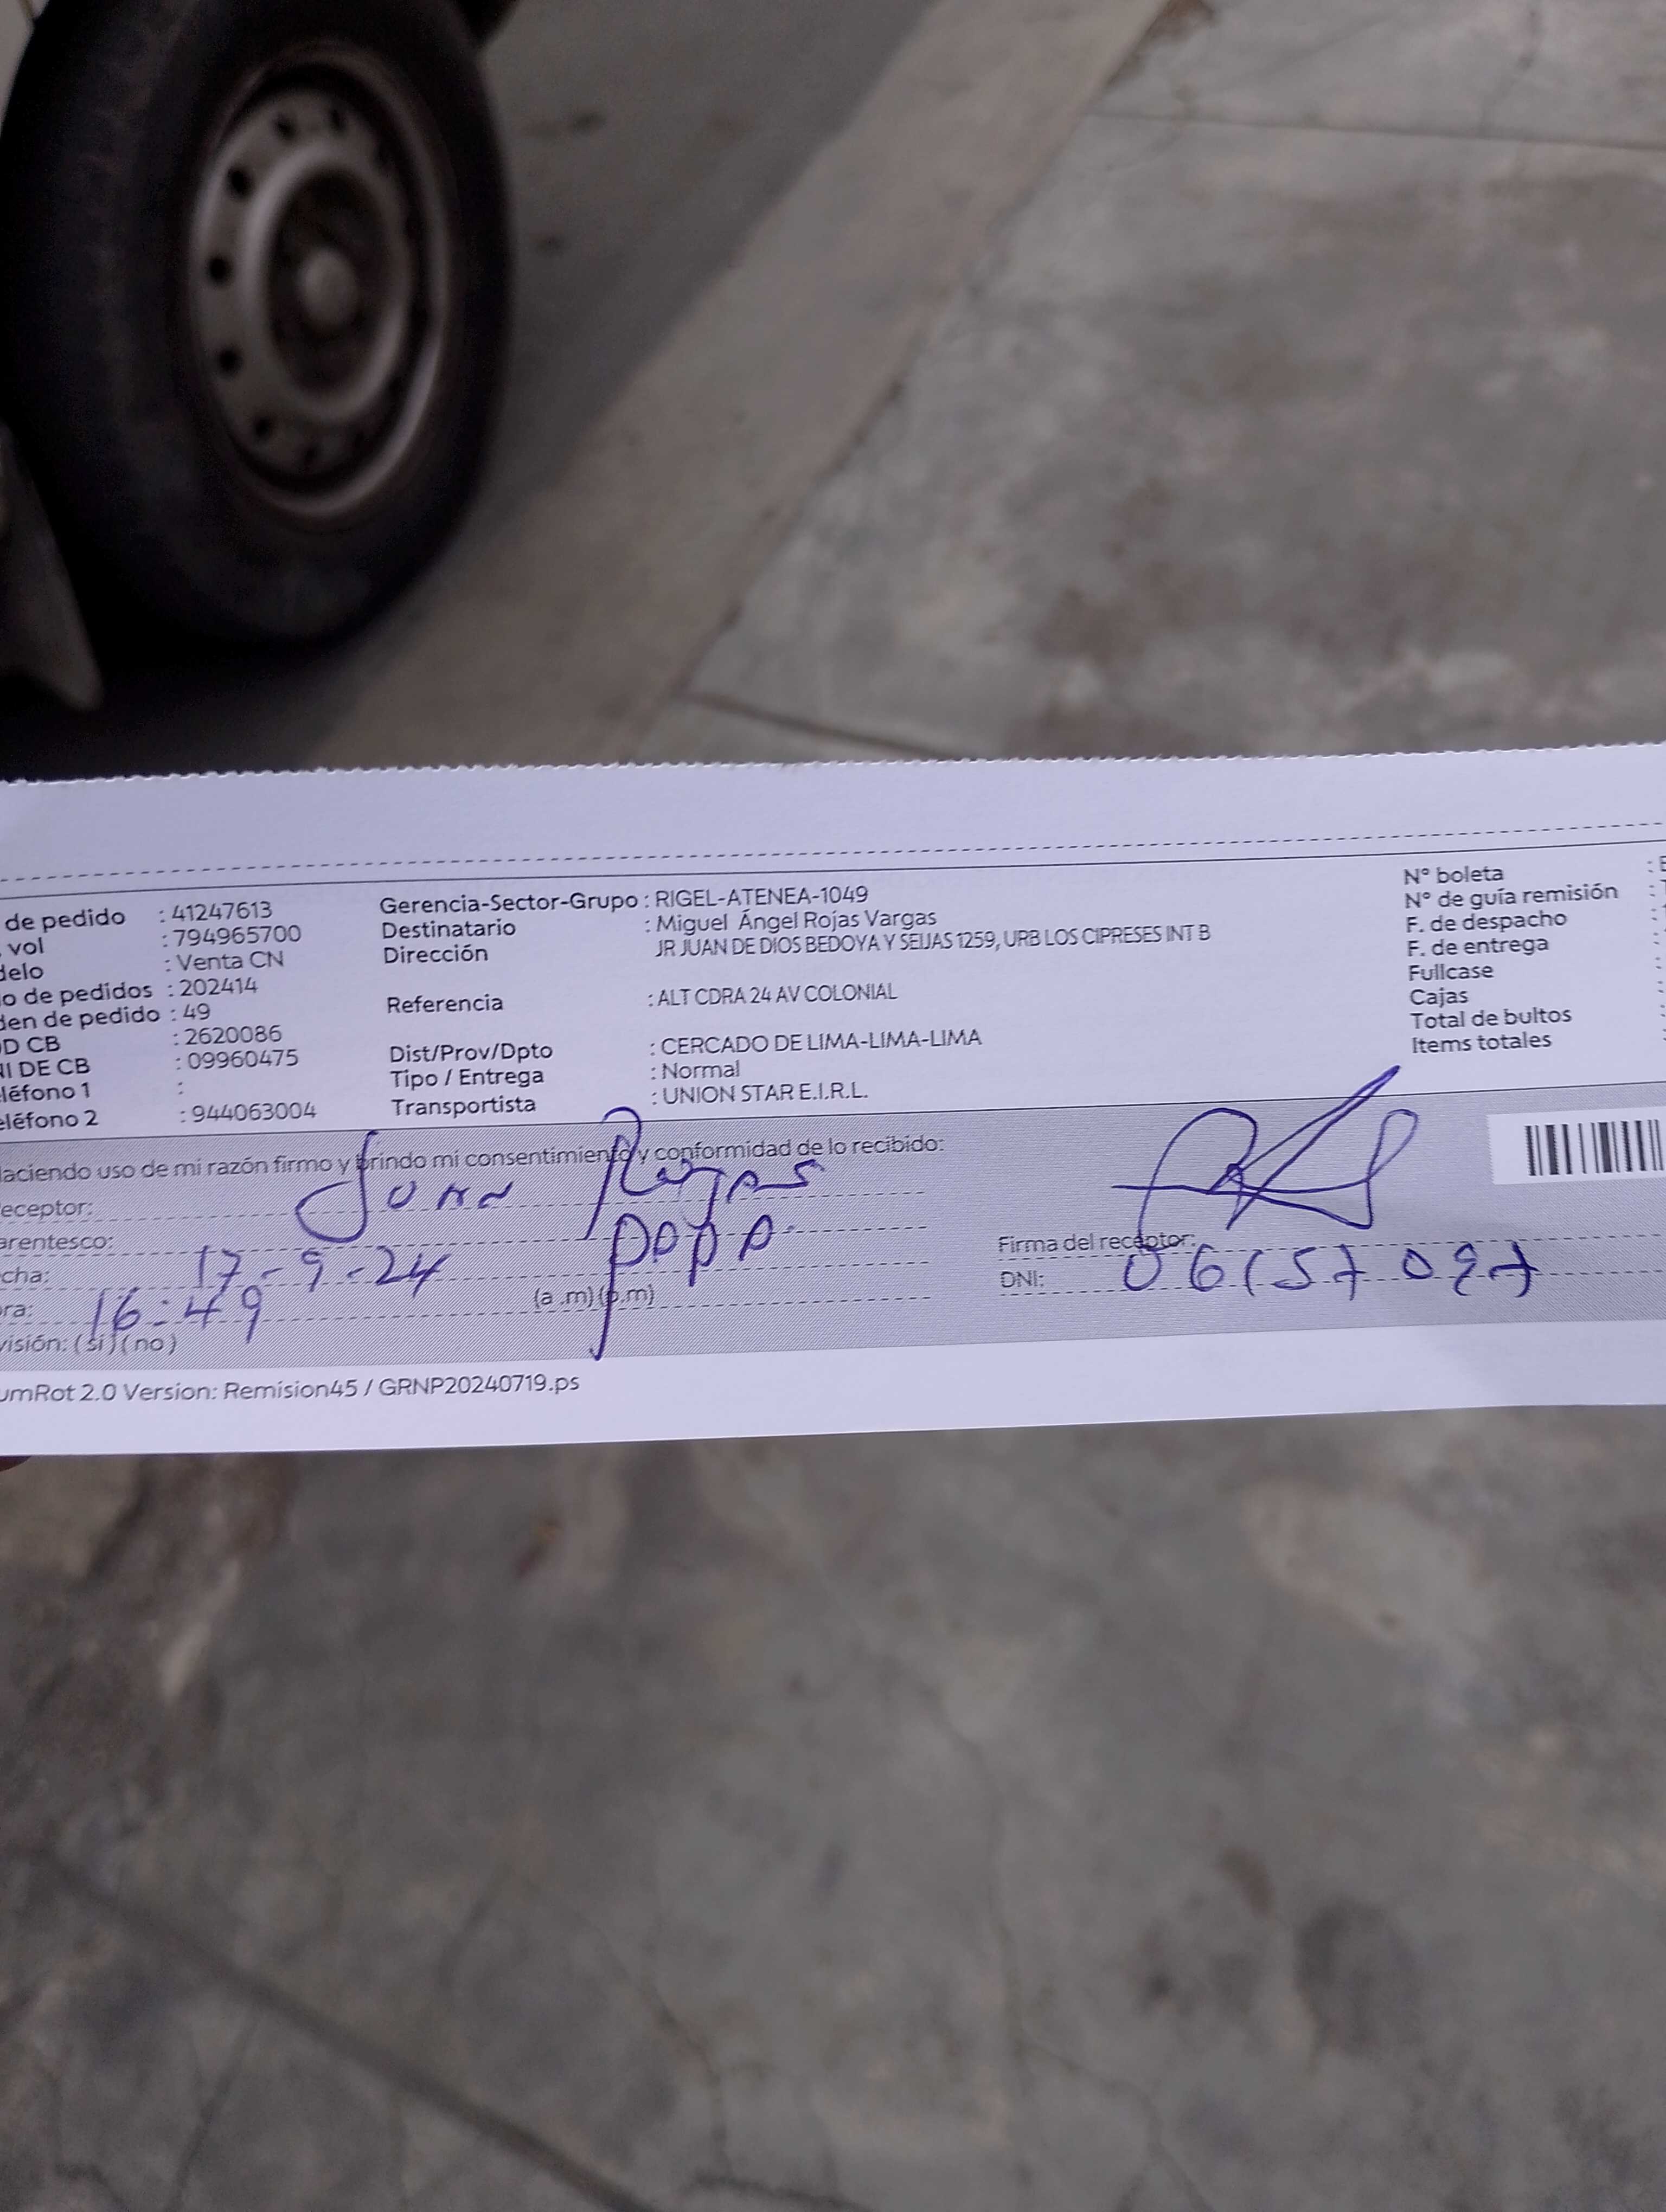 de pedido : 41247613
vol : 794965700
delo : Venta CN
o de pedidos : 202414
den de pedido : 49
D CB : 2620086
NI DE CB : 09960475
léfono 1 :
eléfono 2 : 944063004
Gerencia-Sector-Grupo : RIGEL-ATENEA-1049
Destinatario : Miguel Ángel Rojas Vargas
Dirección JR JUAN DE DIOS BEDOYA Y SEIJAS 1259, URB LOS CIPRESES INT B
Referencia : ALT CDRA 24 AV COLONIAL
Dist/Prov/Dpto : CERCADO DE LIMA-LIMA-LIMA
Tipo / Entrega : Normal
Transportista : UNION STAR E.I.R.L.
N° boleta :
N° de guía remisión :
F. de despacho :
F. de entrega :
Fullcase :
Cajas :
Total de bultos :
Items totales :
Haciendo uso de mi razón firmo y brindo mi consentimiento y conformidad de lo recibido:
eceptor: Juan Rojas
arentesco: papa
cha: 17-9-24
ora: 16:49 (a .m) (p.m)
visión: ( si ) ( no )
Firma del receptor:
DNI:
umRot 2.0 Version: Remision45 / GRNP20240719.ps